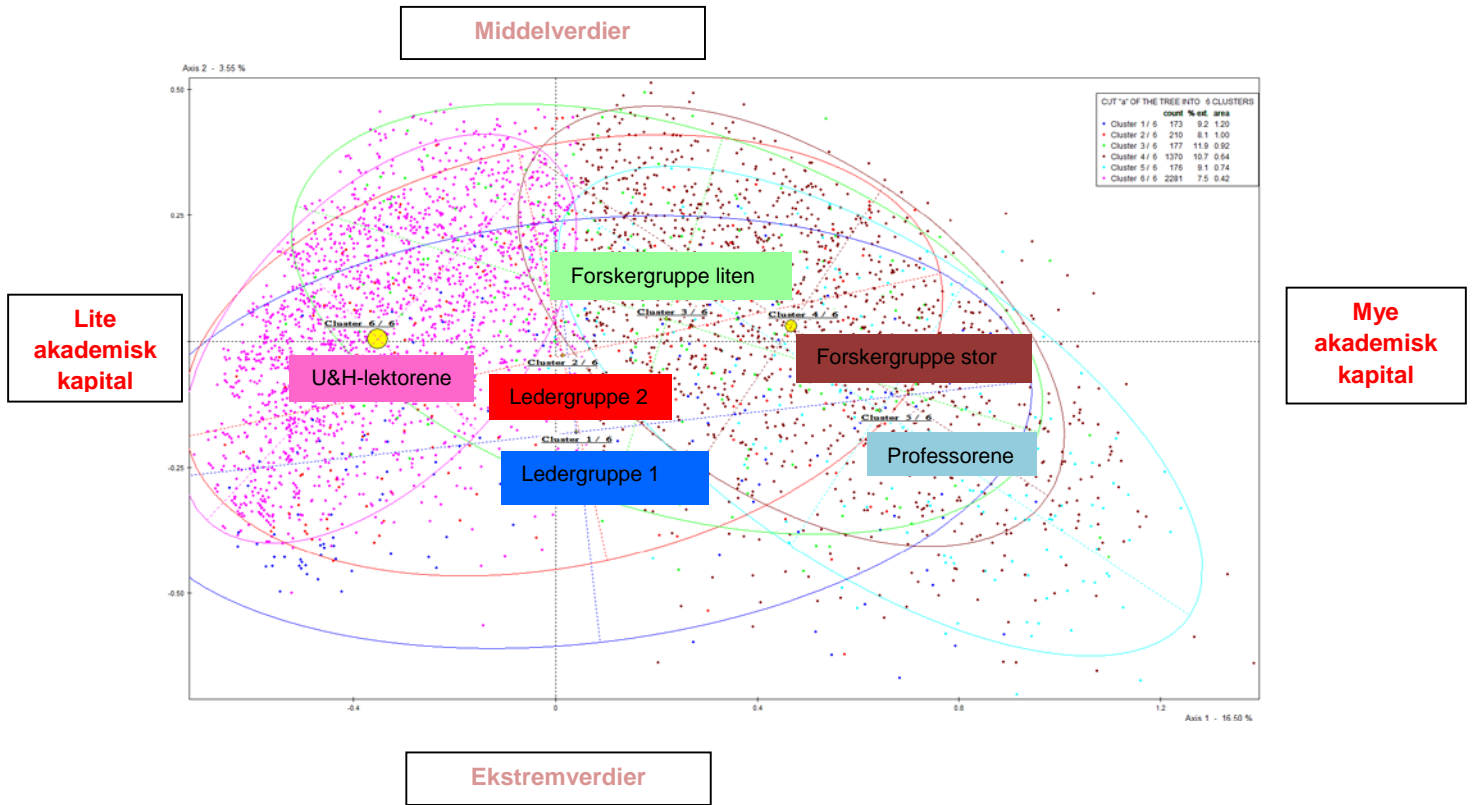 Middelverdier
Axis 2 - 3.55 %
0.50
0.25
-0.25
-0.50
-0.4
0
0.4
0.8
1.2
Axis 1 - 16.50 %
CUT "a" OF THE TREE INTO 6 CLUSTERS
count % ext. area
Cluster 1 / 6 173 9.2 1.20
Cluster 2 / 6 210 8.1 1.00
Cluster 3 / 6 177 11.9 0.92
Cluster 4 / 6 1370 10.7 0.64
Cluster 5 / 6 176 9.1 0.74
Cluster 6 / 6 2281 7.5 0.42
Lite
akademisk
kapital
Mye
akademisk
kapital
Forskergruppe liten
Cluster 6 / 6
Cluster 3 / 6
Cluster 4 / 6
U&H-lektorene
Cluster 2 / 6
Forskergruppe stor
Ledergruppe 2
Cluster 5 / 6
Cluster 1 / 6
Professorene
Ledergruppe 1
Ekstremverdier